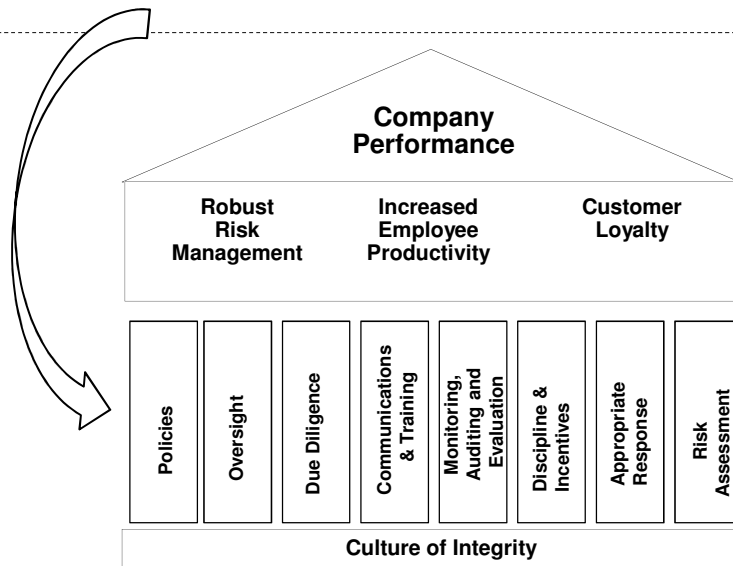 Company
Performance
Robust
Risk
Management
Increased
Employee
Productivity
Customer
Loyalty
Policies
Oversight
Due Diligence
Communications
& Training
Monitoring,
Auditing and
Evaluation
Discipline &
Incentives
Appropriate
Response
Risk
Assessment
Culture of Integrity